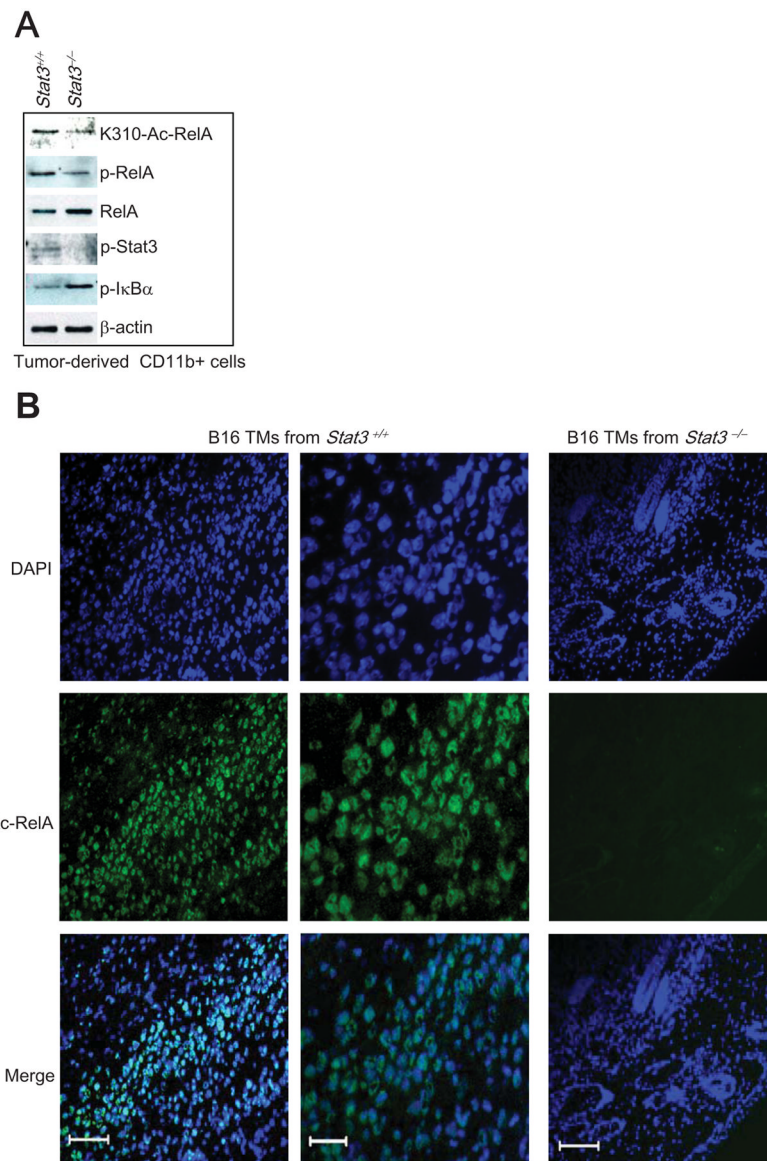 A
Stat3+/+ Stat3–/–
K310-Ac-RelA
p-RelA
RelA
p-Stat3
p-IκBα
β-actin
Tumor-derived CD11b+ cells
B
B16 TMs from Stat3 +/+ B16 TMs from Stat3 –/–
DAPI
c-RelA
Merge